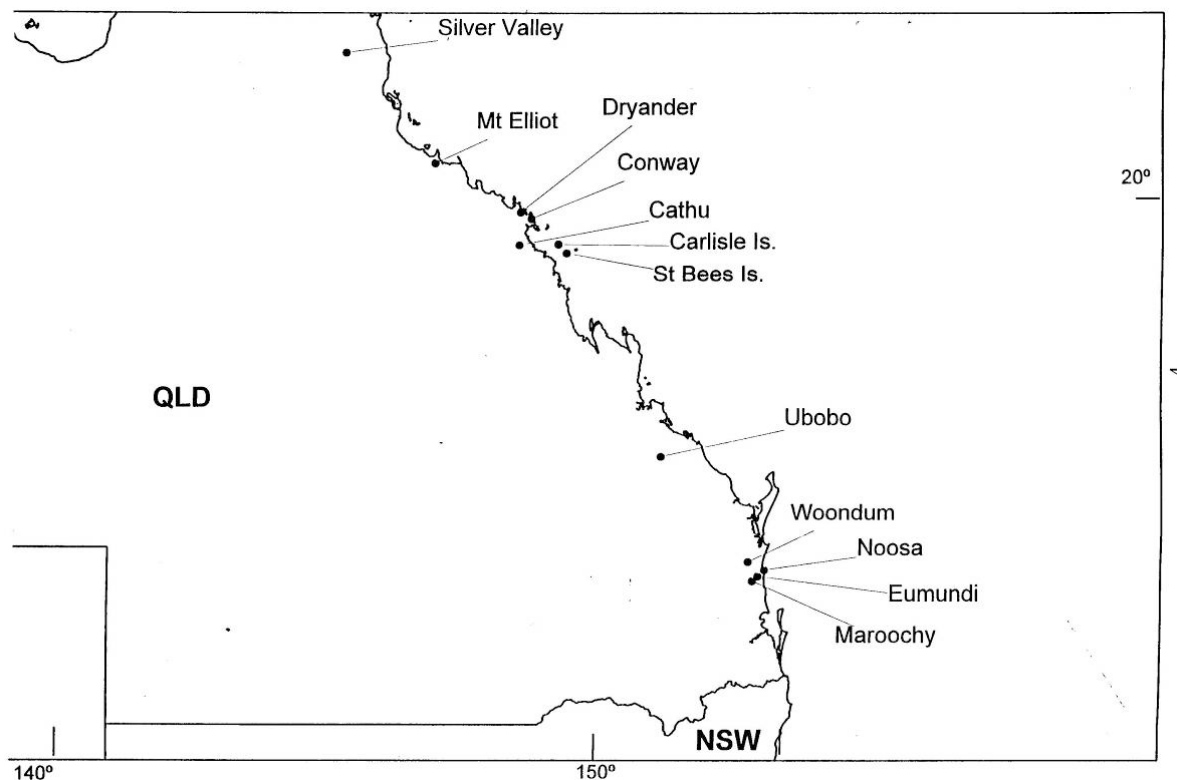 Silver Valley
Dryander
Mt Elliot
Conway
20º
Cathu
Carlisle Is.
St Bees Is.
QLD
Ubobo
Woondum
Noosa
Eumundi
Maroochy
NSW
140º
150º